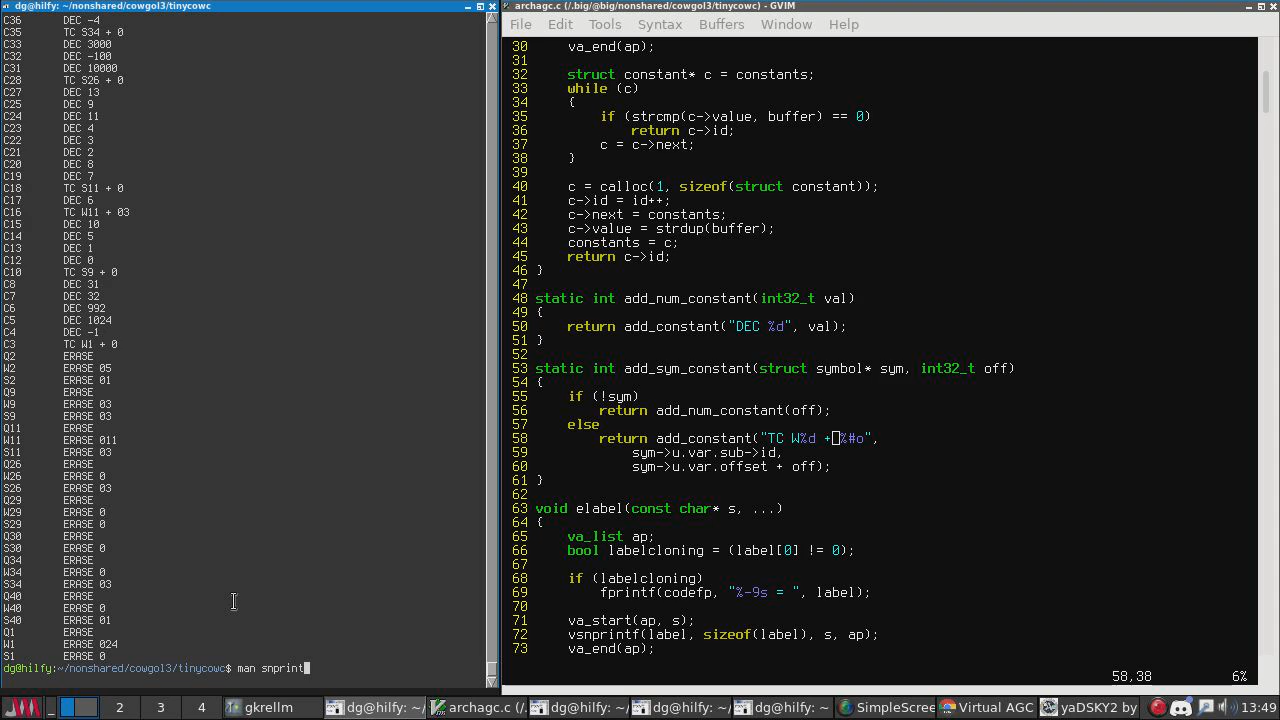 dg@hilfy: ~/nonshared/cowgol3/tinycowc
C36 DEC -4
C35 TC S34 + 0
C33 DEC 3000
C32 DEC -100
C31 DEC 10000
C28 TC S26 + 0
C27 DEC 13
C25 DEC 9
C24 DEC 11
C23 DEC 4
C22 DEC 3
C21 DEC 2
C20 DEC 8
C19 DEC 7
C18 TC S11 + 0
C17 DEC 6
C16 TC W11 + 03
C15 DEC 10
C14 DEC 5
C13 DEC 1
C12 DEC 0
C10 TC S9 + 0
C8 DEC 31
C7 DEC 32
C6 DEC 992
C5 DEC 1024
C4 DEC -1
C3 TC W1 + 0
Q2 ERASE
W2 ERASE 05
S2 ERASE 01
Q9 ERASE
W9 ERASE 03
S9 ERASE 03
Q11 ERASE
W11 ERASE 011
S11 ERASE 03
Q26 ERASE
W26 ERASE 0
S26 ERASE 03
Q29 ERASE
W29 ERASE 0
S29 ERASE 0
Q30 ERASE
S30 ERASE 0
Q34 ERASE
W34 ERASE 0
S34 ERASE 03
Q40 ERASE
W40 ERASE 0
S40 ERASE 01
Q1 ERASE
W1 ERASE 024
S1 ERASE 0
dg@hilfy:~/nonshared/cowgol3/tinycowc$ man snprint
archagc.c (/.big/@big/nonshared/cowgol3/tinycowc) - GVIM
File Edit Tools Syntax Buffers Window Help
30 va_end(ap);
31
32 struct constant* c = constants;
33 while (c)
34 {
35 if (strcmp(c->value, buffer) == 0)
36 return c->id;
37 c = c->next;
38 }
39
40 c = calloc(1, sizeof(struct constant));
41 c->id = id++;
42 c->next = constants;
43 c->value = strdup(buffer);
44 constants = c;
45 return c->id;
46 }
47
48 static int add_num_constant(int32_t val)
49 {
50 return add_constant("DEC %d", val);
51 }
52
53 static int add_sym_constant(struct symbol* sym, int32_t off)
54 {
55 if (!sym)
56 return add_num_constant(off);
57 else
58 return add_constant("TC W%d + %#o",
59 sym->u.var.sub->id,
60 sym->u.var.offset + off);
61 }
62
63 void elabel(const char* s, ...)
64 {
65 va_list ap;
66 bool labelcloning = (label[0] != 0);
67
68 if (labelcloning)
69 fprintf(codefp, "%-9s = ", label);
70
71 va_start(ap, s);
72 vsnprintf(label, sizeof(label), s, ap);
73 va_end(ap);
58,38 6%
2 3 4 gkrellm dg@hilfy: ~/ archagc.c (/. dg@hilfy: ~/n dg@hilfy: ~/n dg@hilfy: ~ SimpleScree Virtual AGC yaDSKY2 by 13:49